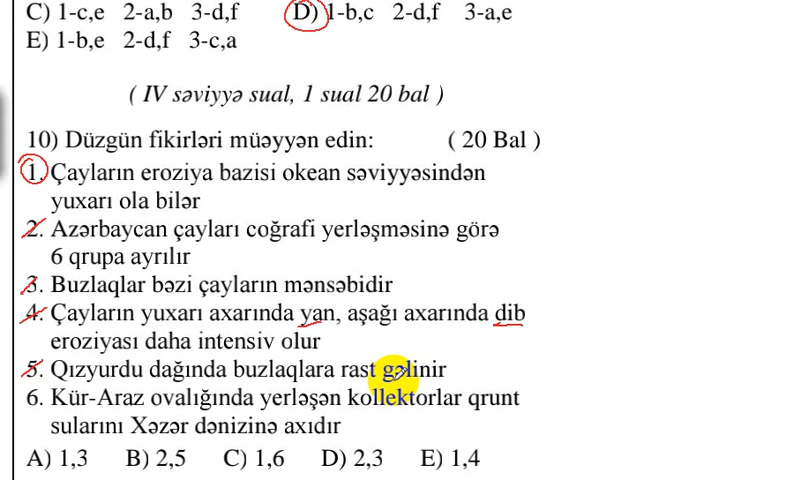 C) 1-c,e 2-a,b 3-d,f D) 1-b,c 2-d,f 3-a,e
E) 1-b,e 2-d,f 3-c,a
( IV səviyyə sual, 1 sual 20 bal )
10) Düzgün fikirləri müəyyən edin: ( 20 Bal )
1. Çayların eroziya bazisi okean səviyyəsindən
yuxarı ola bilər
2. Azərbaycan çayları coğrafi yerləşməsinə görə
6 qrupa ayrılır
3. Buzlaqlar bəzi çayların mənsəbidir
4. Çayların yuxarı axarında yan, aşağı axarında dib
eroziyası daha intensiv olur
5. Qızyurdu dağında buzlaqlara rast gəlinir
6. Kür-Araz ovalığında yerləşən kollektorlar qrunt
sularını Xəzər dənizinə axıdır
A) 1,3 B) 2,5 C) 1,6 D) 2,3 E) 1,4